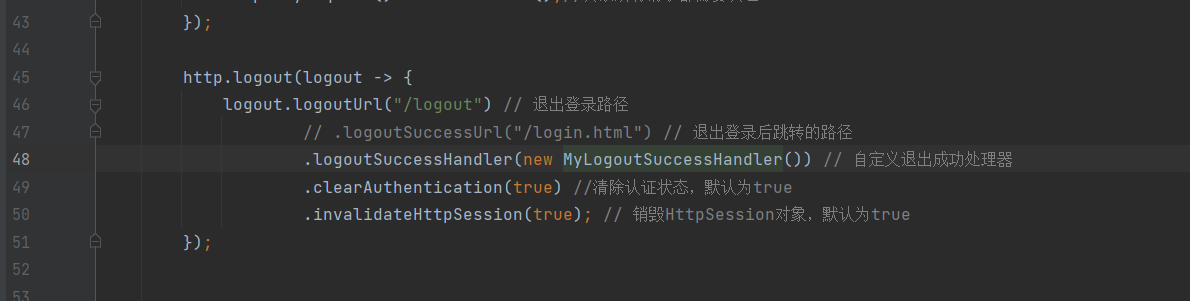 43 });
44
45 http.logout(logout -> {
46 logout.logoutUrl("/logout") // 退出登录路径
47 // .logoutSuccessUrl("/login.html") // 退出登录后跳转的路径
48 .logoutSuccessHandler(new MyLogoutSuccessHandler()) // 自定义退出成功处理器
49 .clearAuthentication(true) //清除认证状态，默认为true
50 .invalidateHttpSession(true); // 销毁HttpSession对象，默认为true
51 });
52
53